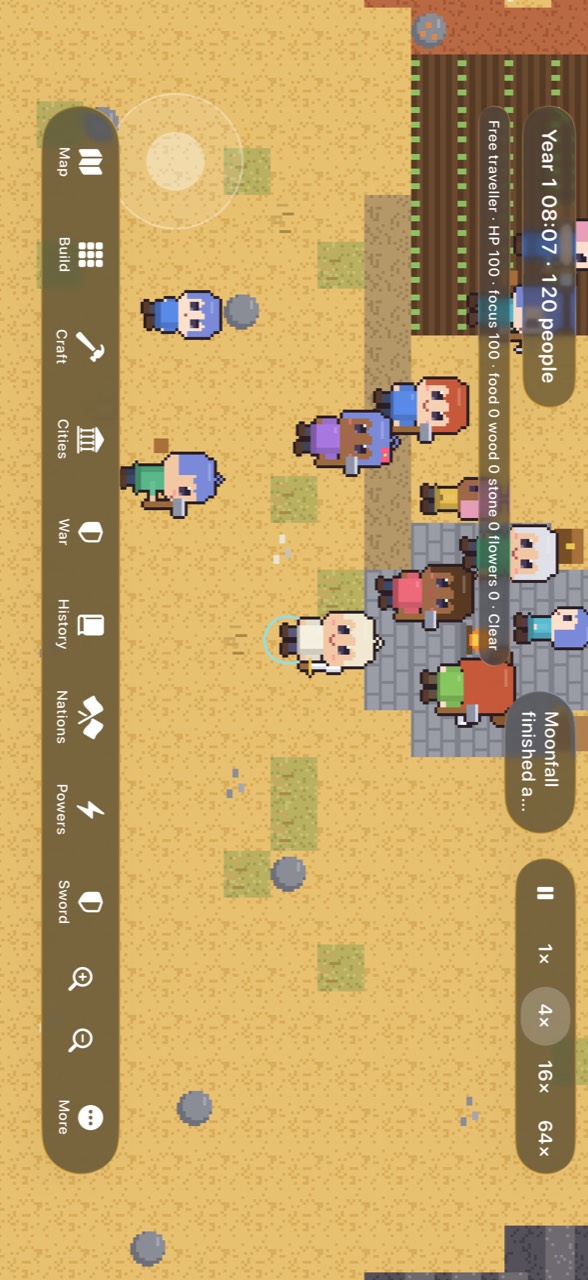 Year 1 08:07 · 120 people
Moonfall
finished a...
1×
4×
16×
64×
Free traveller · HP 100 · focus 100 · food 0 wood 0 stone 0 flowers 0 · Clear
Map
Build
Craft
Cities
War
History
Nations
Powers
Sword
More